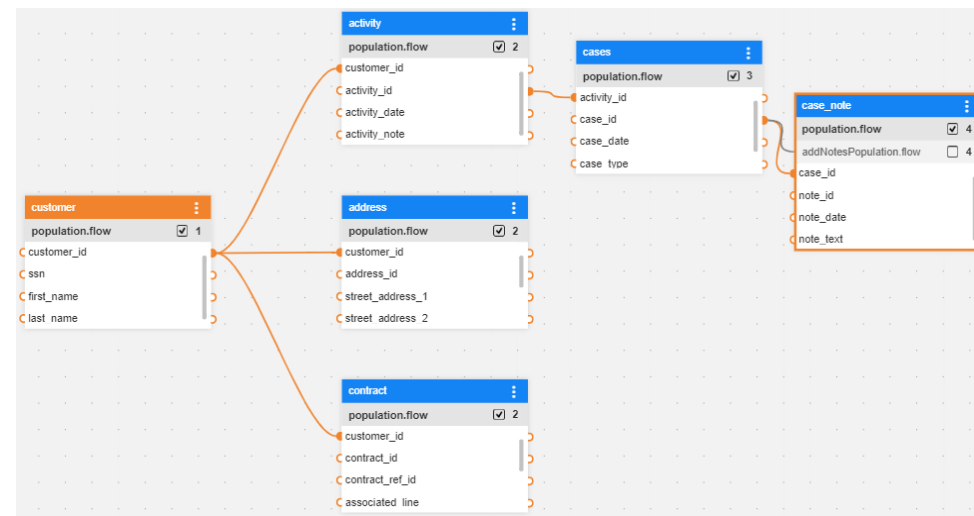 activity
population.flow 2
customer_id
activity_id
activity_date
activity_note
cases
population.flow 3
activity_id
case_id
case_date
case_type
case_note
population.flow 4
addNotesPopulation.flow 4
case_id
note_id
note_date
note_text
customer
population.flow 1
customer_id
ssn
first_name
last_name
address
population.flow 2
customer_id
address_id
street_address_1
street_address_2
contract
population.flow 2
customer_id
contract_id
contract_ref_id
associated_line